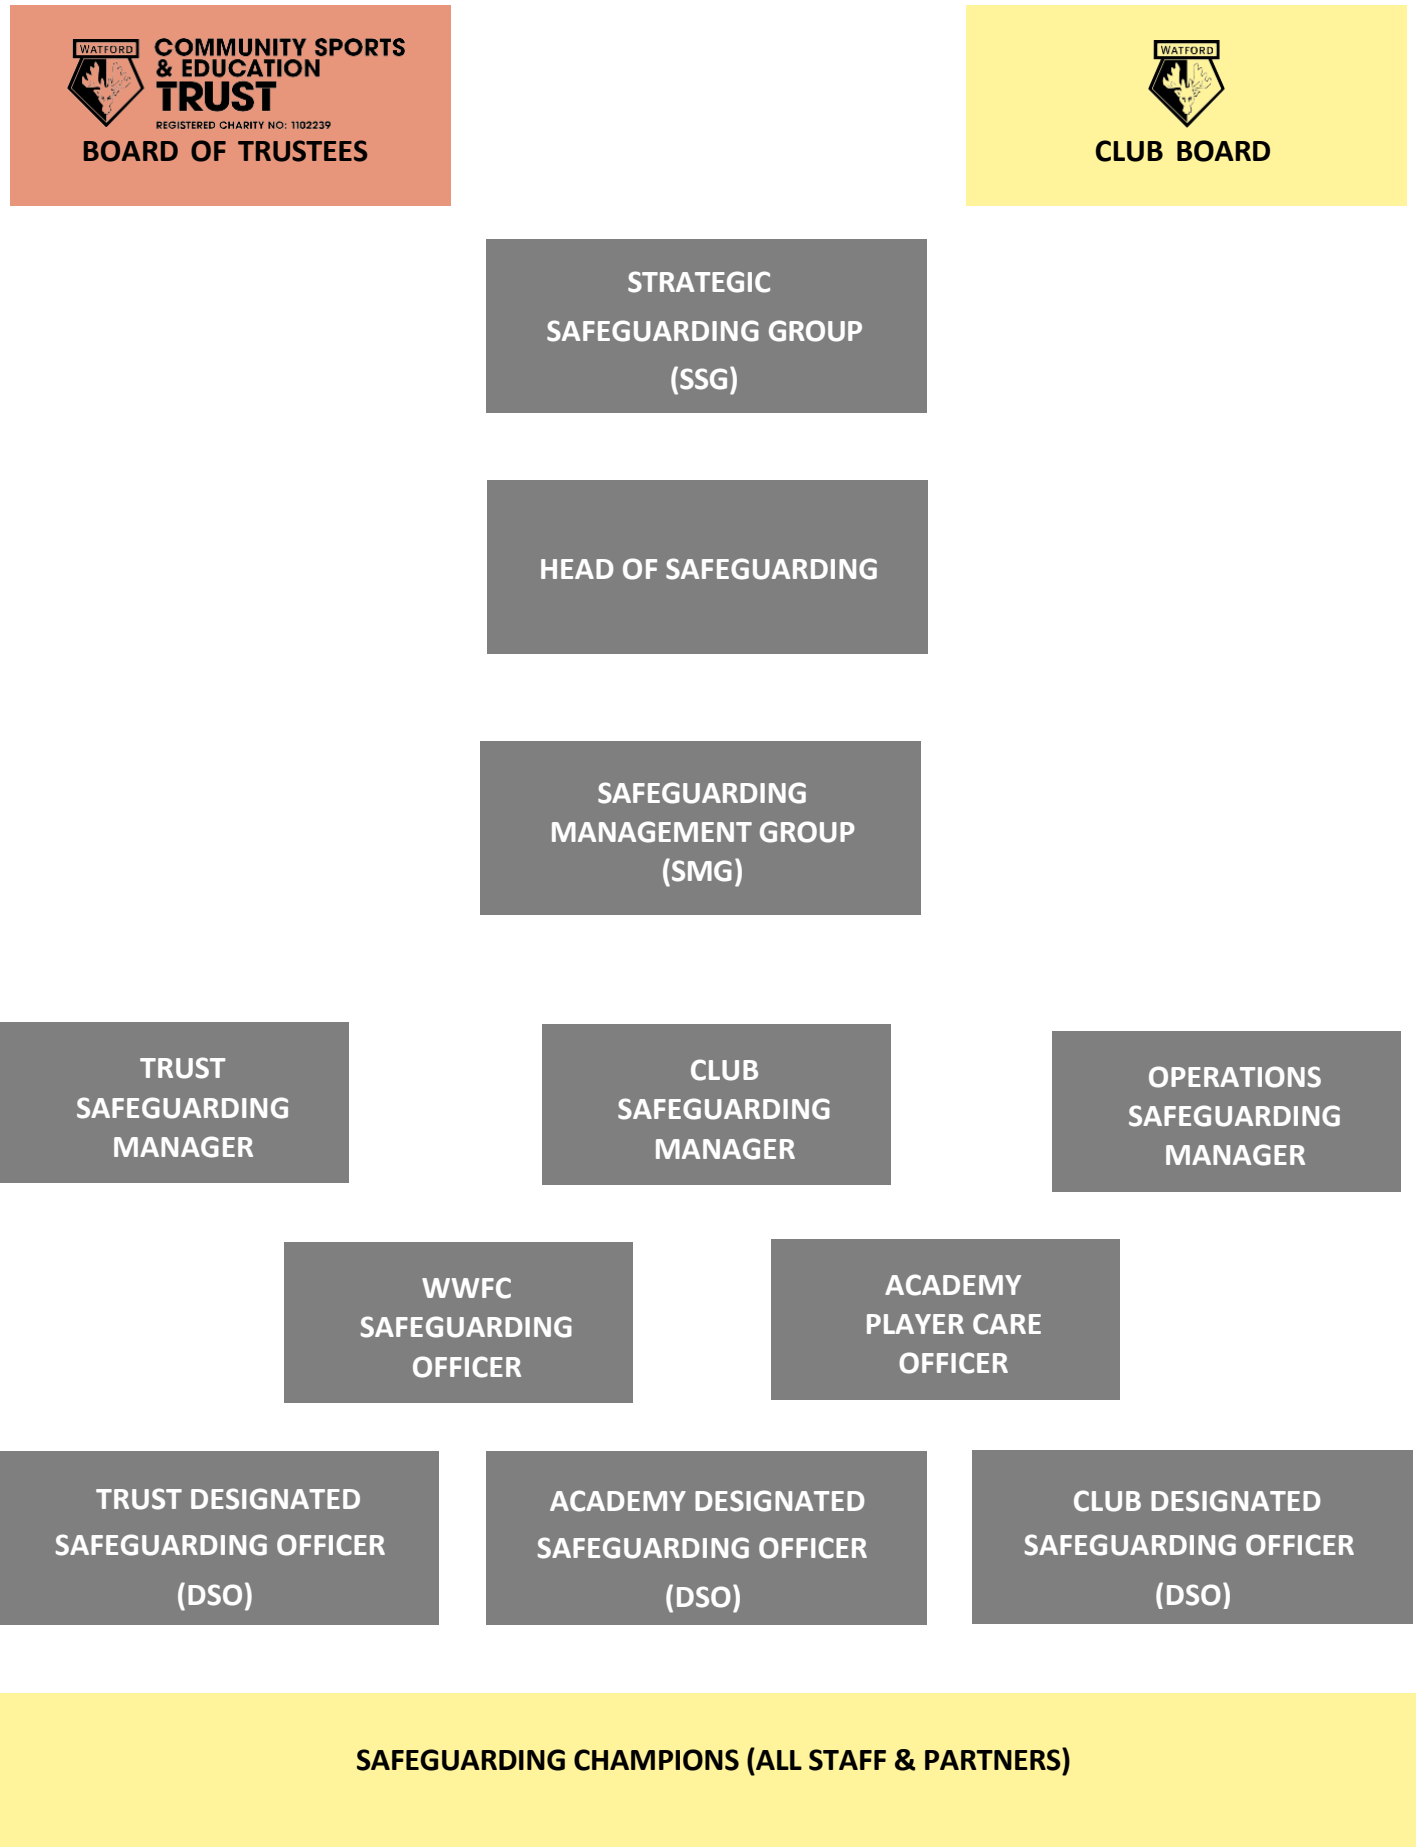 WATFORD
COMMUNITY SPORTS
& EDUCATION
TRUST
REGISTERED CHARITY NO: 1102239
BOARD OF TRUSTEES
WATFORD
CLUB BOARD
STRATEGIC
SAFEGUARDING GROUP
(SSG)
HEAD OF SAFEGUARDING
SAFEGUARDING
MANAGEMENT GROUP
(SMG)
TRUST
SAFEGUARDING
MANAGER
CLUB
SAFEGUARDING
MANAGER
OPERATIONS
SAFEGUARDING
MANAGER
WWFC
SAFEGUARDING
OFFICER
ACADEMY
PLAYER CARE
OFFICER
TRUST DESIGNATED
SAFEGUARDING OFFICER
(DSO)
ACADEMY DESIGNATED
SAFEGUARDING OFFICER
(DSO)
CLUB DESIGNATED
SAFEGUARDING OFFICER
(DSO)
SAFEGUARDING CHAMPIONS (ALL STAFF & PARTNERS)